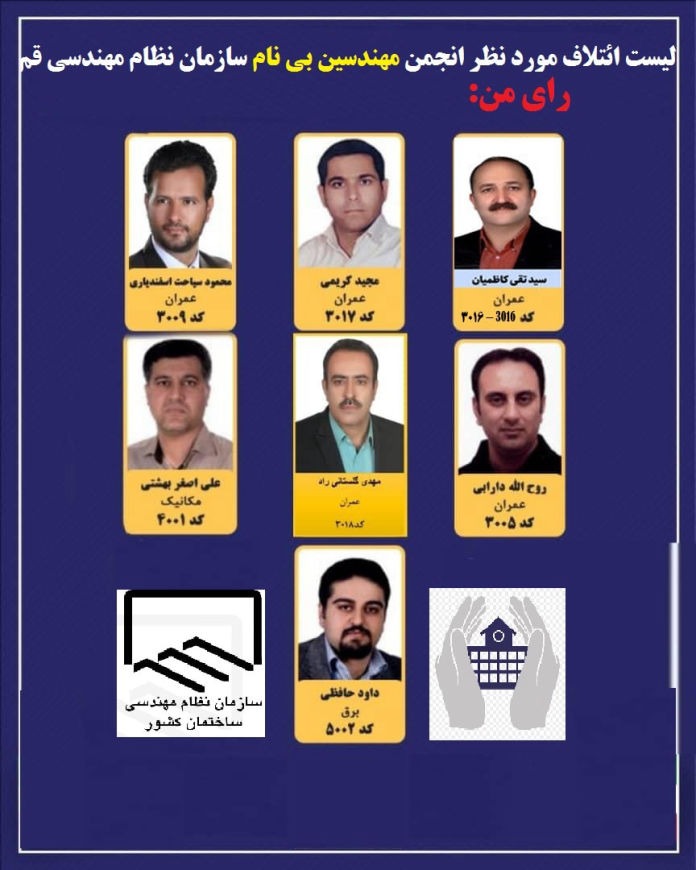 لیست ائتلاف مورد نظر انجمن مهندسین بی نام سازمان نظام مهندسی قم
رای من:
سید تقی کاظمیان
عمران
کد 3016 – ۳۰۱۶
مجید کریمی
عمران
کد ۳۰۱۷
محمود سیاحت اسفندیاری
عمران
کد ۳۰۰۹
روح الله دارابی
عمران
کد ۳۰۰۵
مهدی گلستانی راد
عمران
کد۳۰۱۸
علی اصغر بهشتی
مکانیک
کد ۴۰۰۱
داود حافظی
برق
کد ۵۰۰۲
سازمان نظام مهندسی
ساختمان کشور